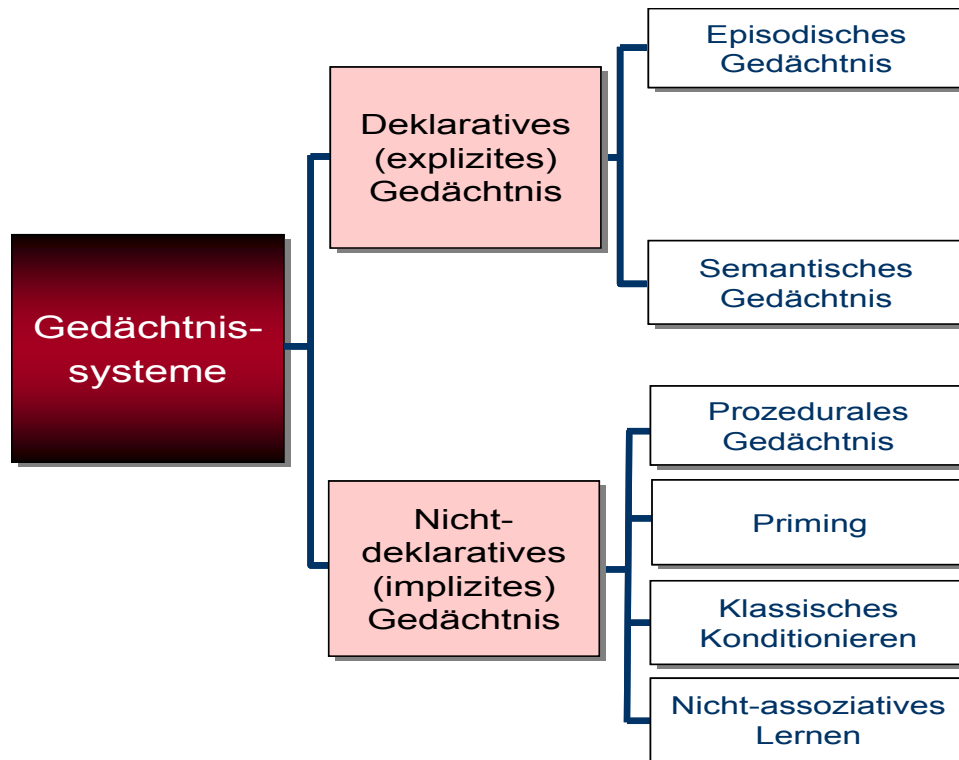 Gedächtnis-
systeme
Deklaratives
(explizites)
Gedächtnis
Episodisches
Gedächtnis
Semantisches
Gedächtnis
Nicht-
deklaratives
(implizites)
Gedächtnis
Prozedurales
Gedächtnis
Priming
Klassisches
Konditionieren
Nicht-assoziatives
Lernen